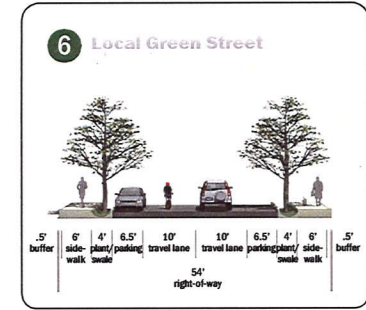 6 Local Green Street
.5' 6' 4' 6.5' 10' 10' 6.5' 4' 6' .5'
buffer side- plant/ parking travel lane travel lane parking plant/ side- buffer
walk swale swale walk
54'
right-of-way